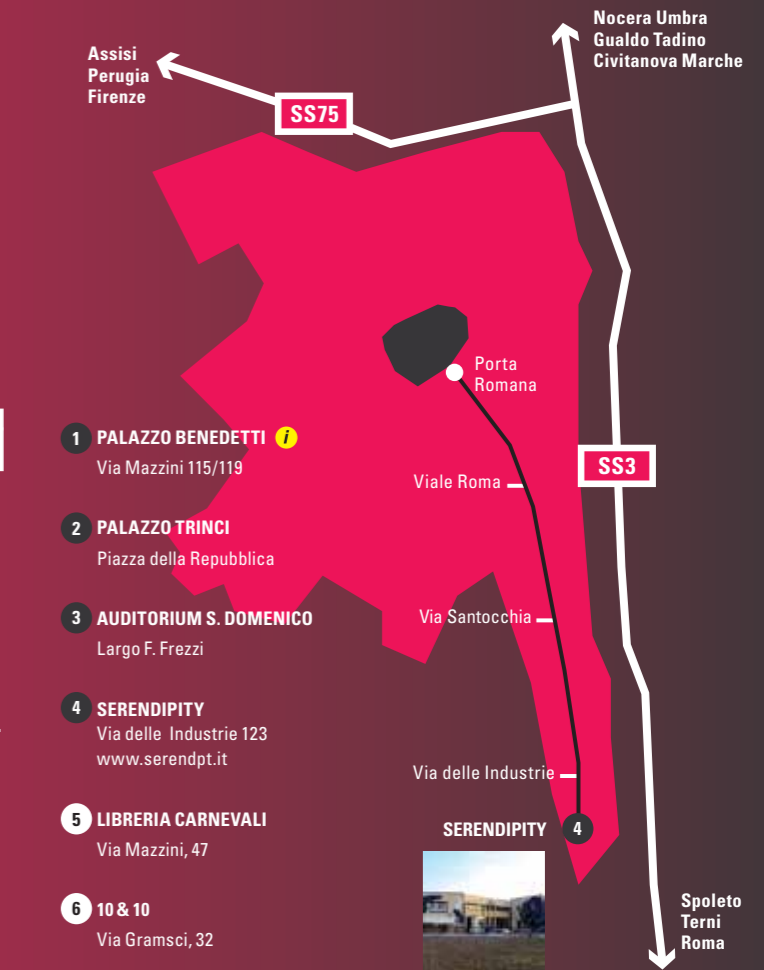 Nocera Umbra
Gualdo Tadino
Civitanova Marche
Assisi
Perugia
Firenze
SS75
Porta
Romana
SS3
Viale Roma
Via Santocchia
Via delle Industrie
SERENDIPITY 4
Spoleto
Terni
Roma
1 PALAZZO BENEDETTI i
Via Mazzini 115/119
2 PALAZZO TRINCI
Piazza della Repubblica
3 AUDITORIUM S. DOMENICO
Largo F. Frezzi
4 SERENDIPITY
Via delle Industrie 123
www.serendpt.it
5 LIBRERIA CARNEVALI
Via Mazzini, 47
6 10 & 10
Via Gramsci, 32